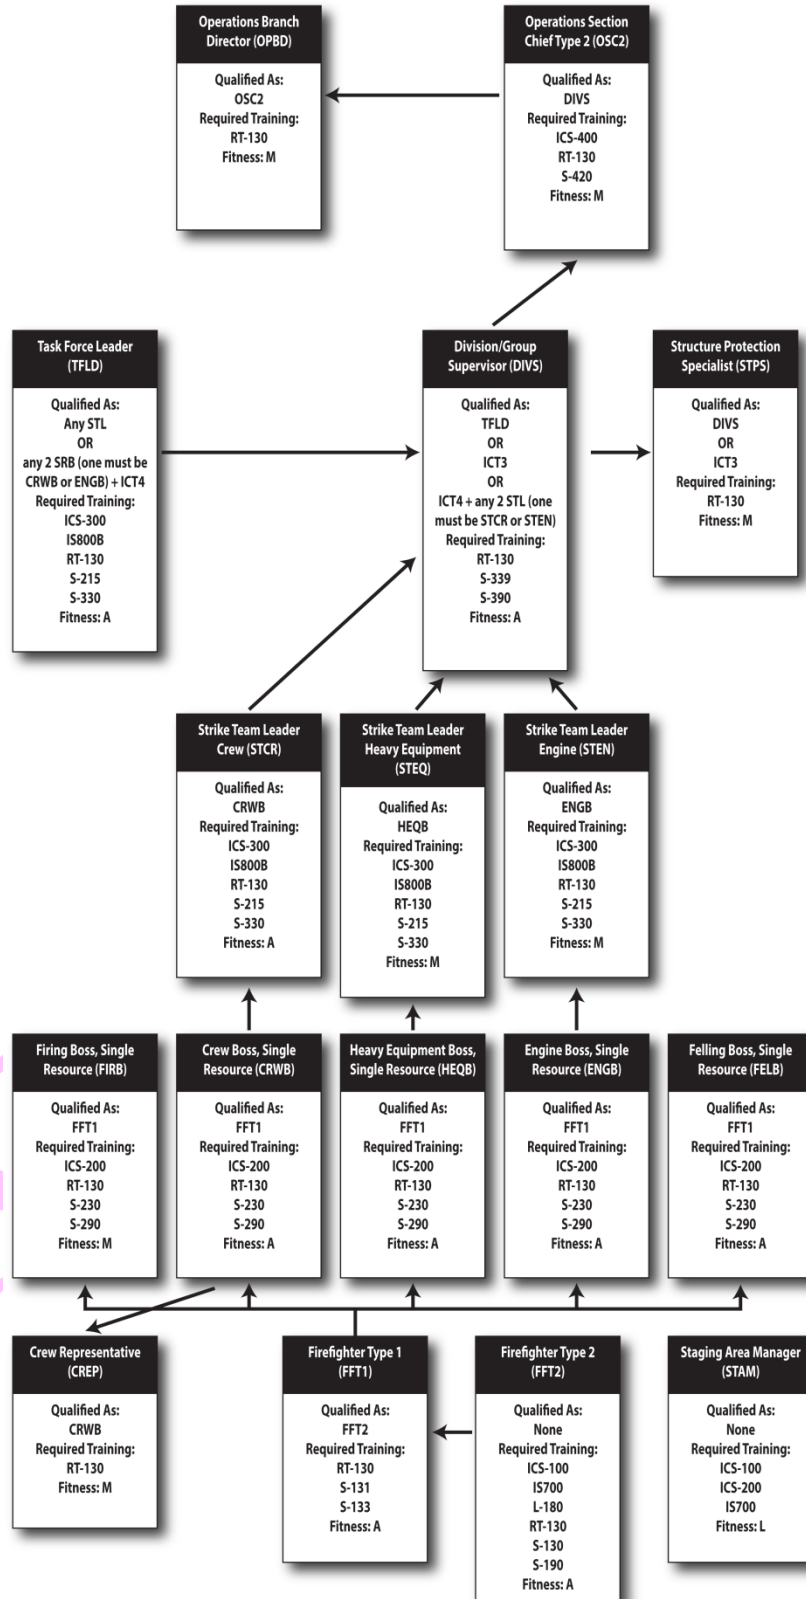 Operations Branch
Director (OPBD)
Qualified As:
OSC2
Required Training:
RT-130
Fitness: M
Operations Section
Chief Type 2 (OSC2)
Qualified As:
DIVS
Required Training:
ICS-400
RT-130
S-420
Fitness: M
Task Force Leader
(TFLD)
Qualified As:
Any STL
OR
any 2 SRB (one must be
CRWB or ENGB) + ICT4
Required Training:
ICS-300
IS800B
RT-130
S-215
S-330
Fitness: A
Division/Group
Supervisor (DIVS)
Qualified As:
TFLD
OR
ICT3
OR
ICT4 + any 2 STL (one
must be STCR or STEN)
Required Training:
RT-130
S-339
S-390
Fitness: A
Structure Protection
Specialist (STPS)
Qualified As:
DIVS
OR
ICT3
Required Training:
RT-130
Fitness: M
Strike Team Leader
Crew (STCR)
Qualified As:
CRWB
Required Training:
ICS-300
IS800B
RT-130
S-215
S-330
Fitness: A
Strike Team Leader
Heavy Equipment
(STEQ)
Qualified As:
HEQB
Required Training:
ICS-300
IS800B
RT-130
S-215
S-330
Fitness: M
Strike Team Leader
Engine (STEN)
Qualified As:
ENGB
Required Training:
ICS-300
IS800B
RT-130
S-215
S-330
Fitness: M
Firing Boss, Single
Resource (FIRB)
Qualified As:
FFT1
Required Training:
ICS-200
RT-130
S-230
S-290
Fitness: M
Crew Boss, Single
Resource (CRWB)
Qualified As:
FFT1
Required Training:
ICS-200
RT-130
S-230
S-290
Fitness: A
Heavy Equipment Boss,
Single Resource (HEQB)
Qualified As:
FFT1
Required Training:
ICS-200
RT-130
S-230
S-290
Fitness: A
Engine Boss, Single
Resource (ENGB)
Qualified As:
FFT1
Required Training:
ICS-200
RT-130
S-230
S-290
Fitness: A
Felling Boss, Single
Resource (FELB)
Qualified As:
FFT1
Required Training:
ICS-200
RT-130
S-230
S-290
Fitness: A
Crew Representative
(CREP)
Qualified As:
CRWB
Required Training:
RT-130
Fitness: M
Firefighter Type 1
(FFT1)
Qualified As:
FFT2
Required Training:
RT-130
S-131
S-133
Fitness: A
Firefighter Type 2
(FFT2)
Qualified As:
None
Required Training:
ICS-100
IS700
L-180
RT-130
S-130
S-190
Fitness: A
Staging Area Manager
(STAM)
Qualified As:
None
Required Training:
ICS-100
ICS-200
IS700
Fitness: L